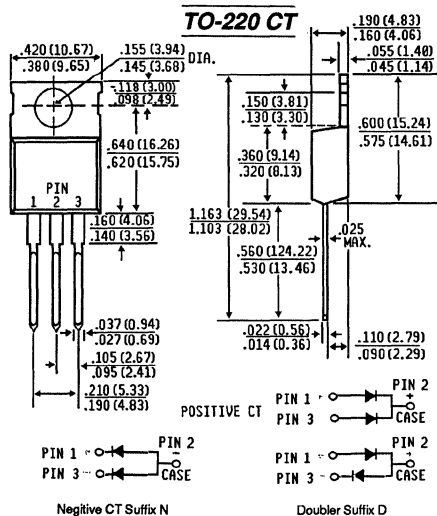 TO-220 CT
.420 (10.67)
.380 (9.65)
.155 (3.94)
.145 (3.68)
DIA.
.118 (3.00)
.098 (2.49)
.640 (16.26)
.620 (15.75)
PIN
1 2 3
.160 (4.06)
.140 (3.56)
.037 (0.94)
.027 (0.69)
.105 (2.67)
.095 (2.41)
.210 (5.33)
.190 (4.83)
.190 (4.83)
.160 (4.06)
.055 (1.40)
.045 (1.14)
.150 (3.81)
.130 (3.30)
.600 (15.24)
.575 (14.61)
.360 (9.14)
.320 (8.13)
1.163 (29.54)
1.103 (28.02)
.025
MAX.
.560 (124.22)
.530 (13.46)
.022 (0.56)
.014 (0.36)
.110 (2.79)
.090 (2.29)
POSITIVE CT
PIN 1
PIN 3
PIN 2
+
CASE
PIN 1
PIN 3
PIN 2
−
CASE
Negitive CT Suffix N
PIN 1
PIN 3
PIN 2
+
CASE
Doubler Suffix D